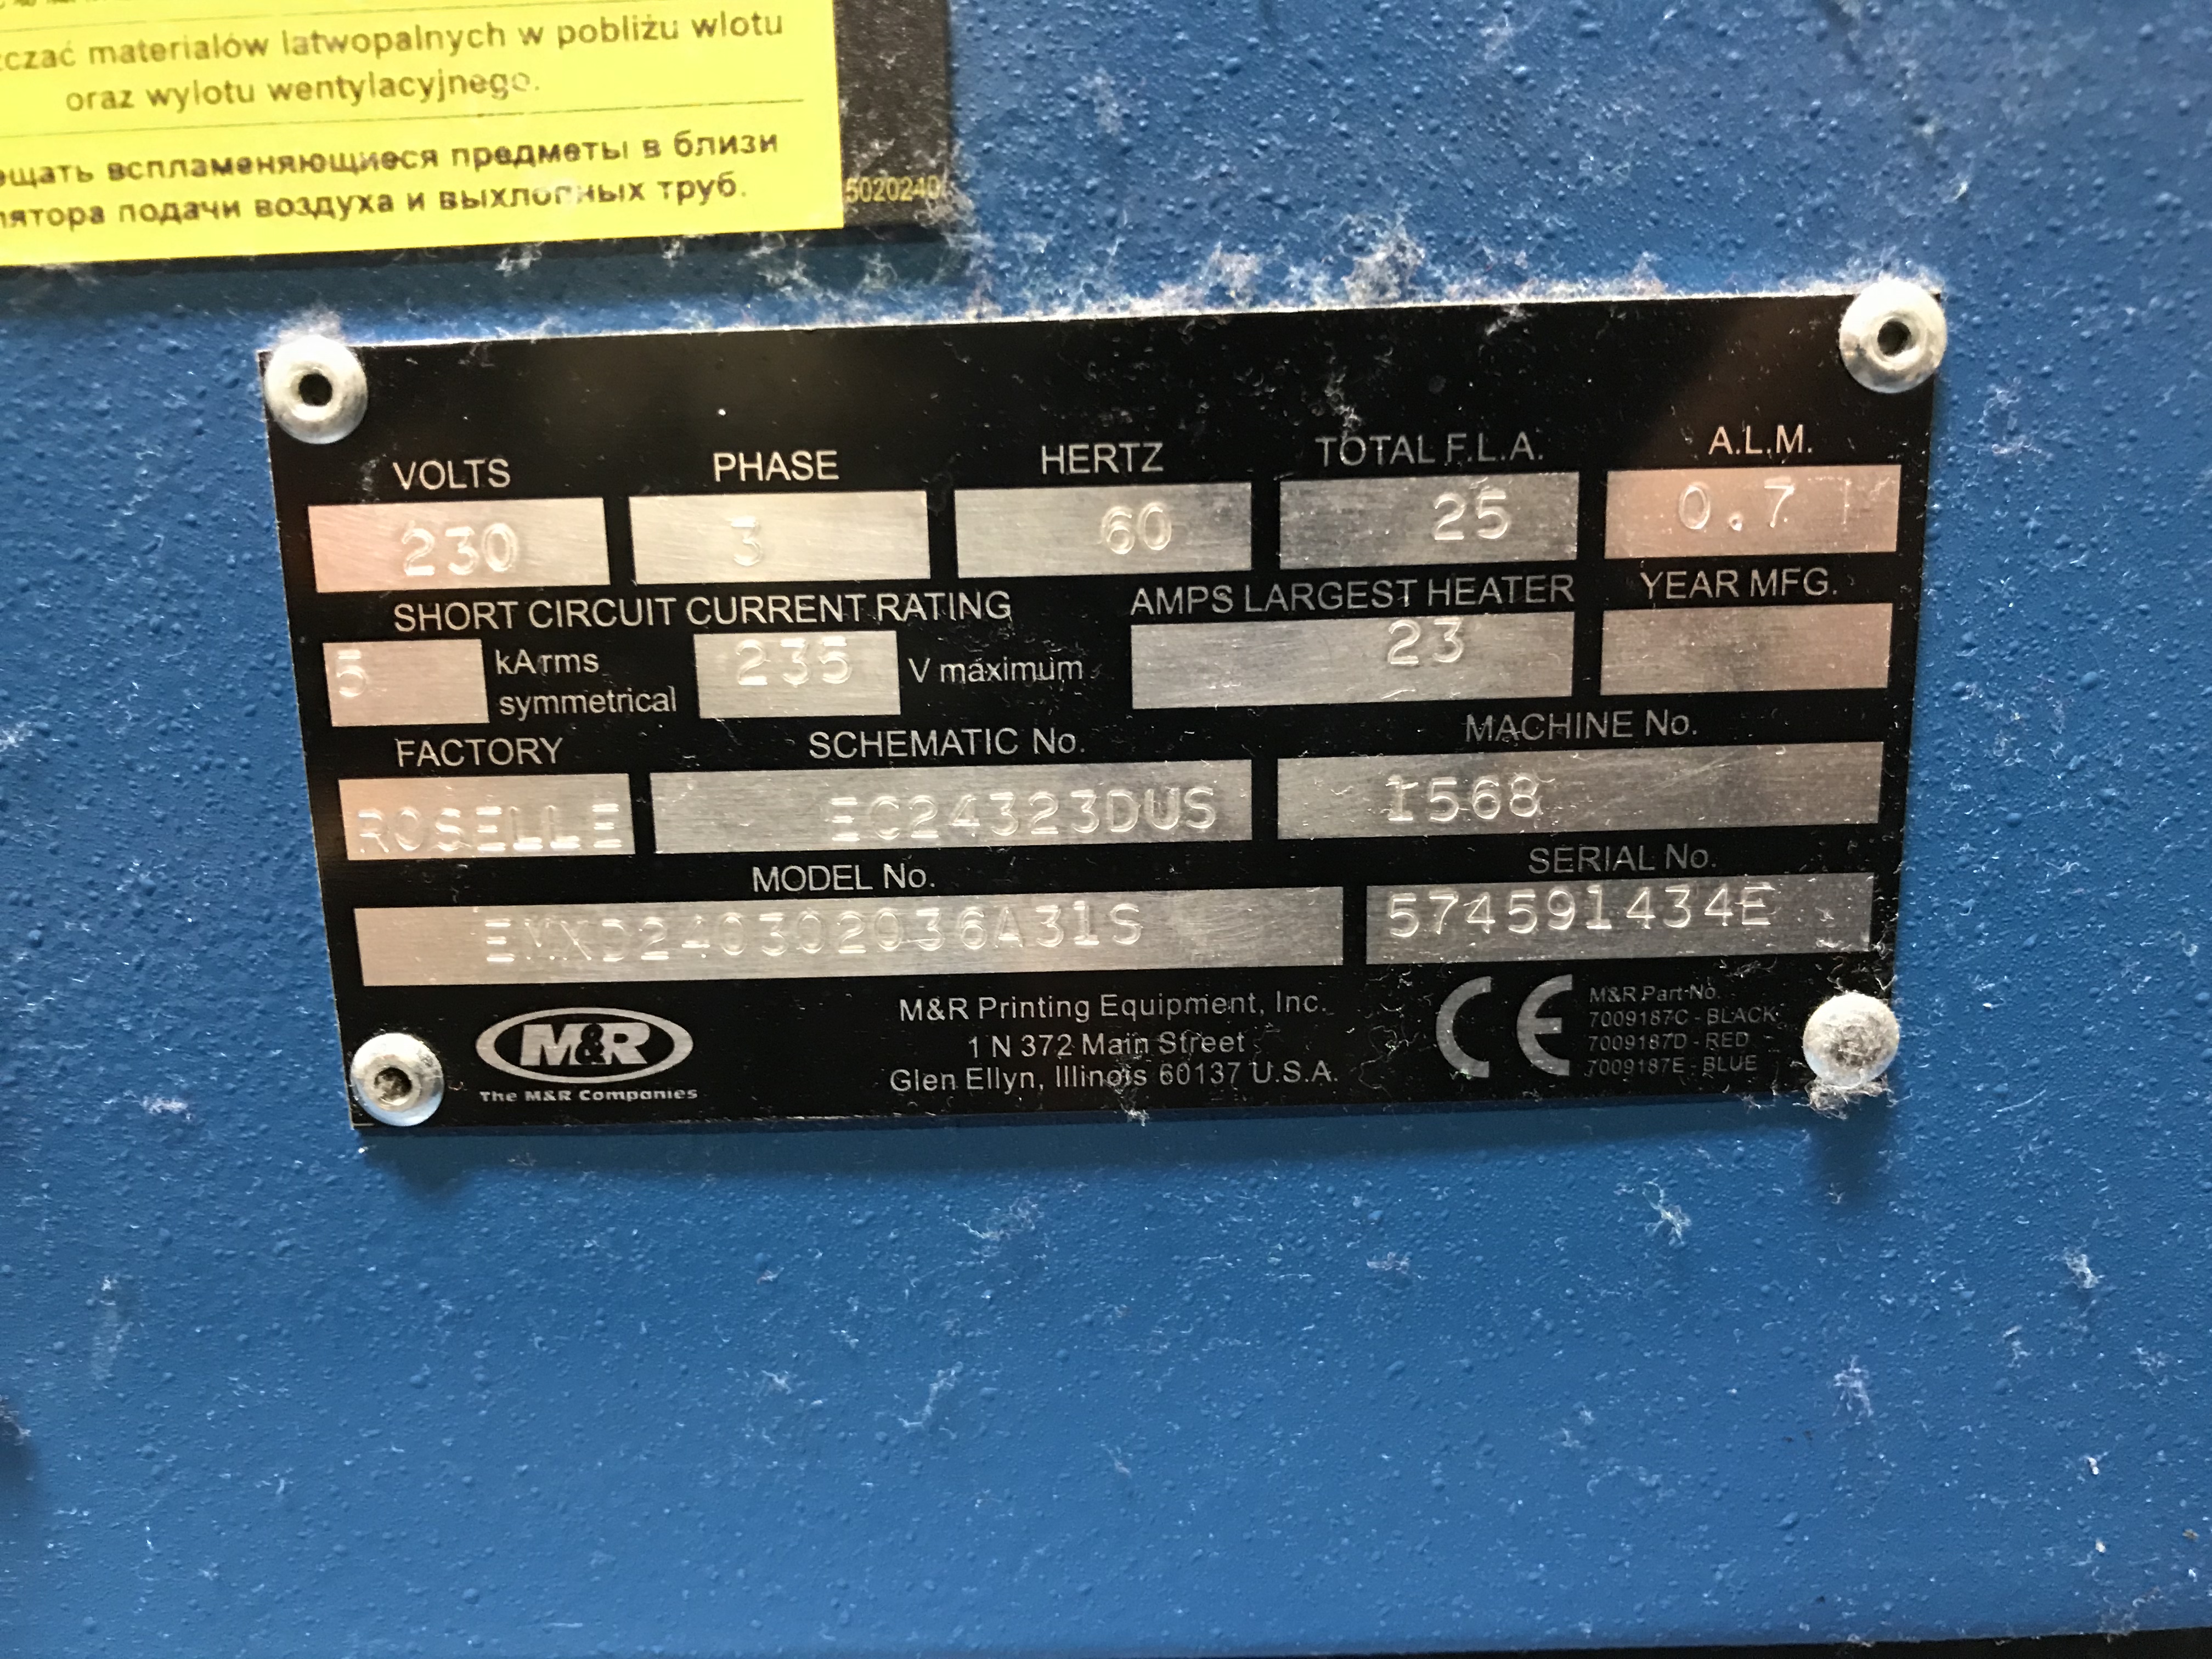 czać materiałów łatwopalnych w pobliżu wlotu
oraz wylotu wentylacyjnego.
ещать вспламеняющиеся предметы в близи
лятора подачи воздуха и выхлопных труб.
5020240
VOLTS PHASE HERTZ TOTAL F.L.A. A.L.M.
230 3 60 25 0.7
SHORT CIRCUIT CURRENT RATING AMPS LARGEST HEATER YEAR MFG.
5 kA rms 235 V maximum 23
symmetrical
FACTORY SCHEMATIC No. MACHINE No.
ROSELLE EC24323DUS I568
MODEL No. SERIAL No.
EMXD240302036A31S 574591434E
M&R
The M&R Companies
M&R Printing Equipment, Inc.
1 N 372 Main Street
Glen Ellyn, Illinois 60137 U.S.A.
CE
M&R Part No.
7009187C - BLACK
7009187D - RED
7009187E - BLUE